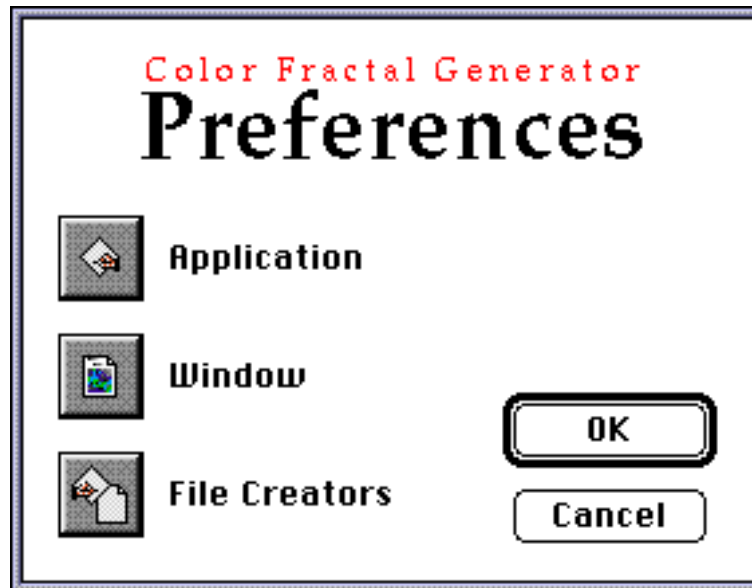 Color Fractal Generator
Preferences
Application
Window
File Creators
OK
Cancel